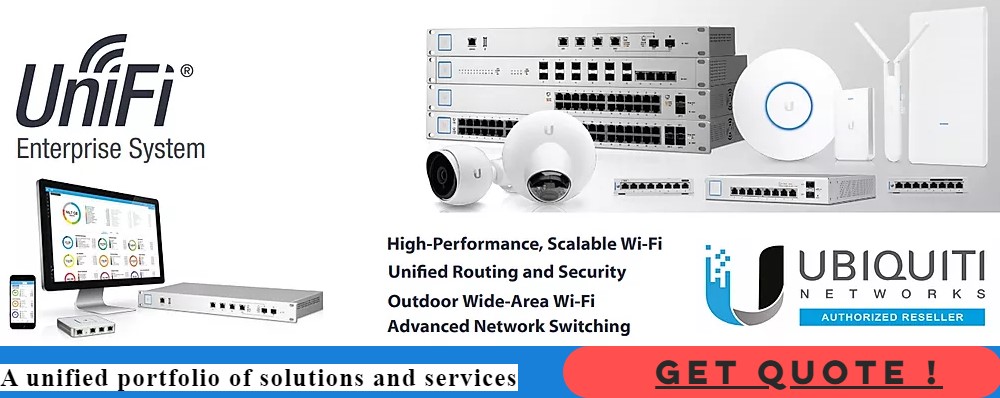 UniFi®
Enterprise System
High-Performance, Scalable Wi-Fi
Unified Routing and Security
Outdoor Wide-Area Wi-Fi
Advanced Network Switching
UBIQUITI
NETWORKS
AUTHORIZED RESELLER
A unified portfolio of solutions and services
GET QUOTE !